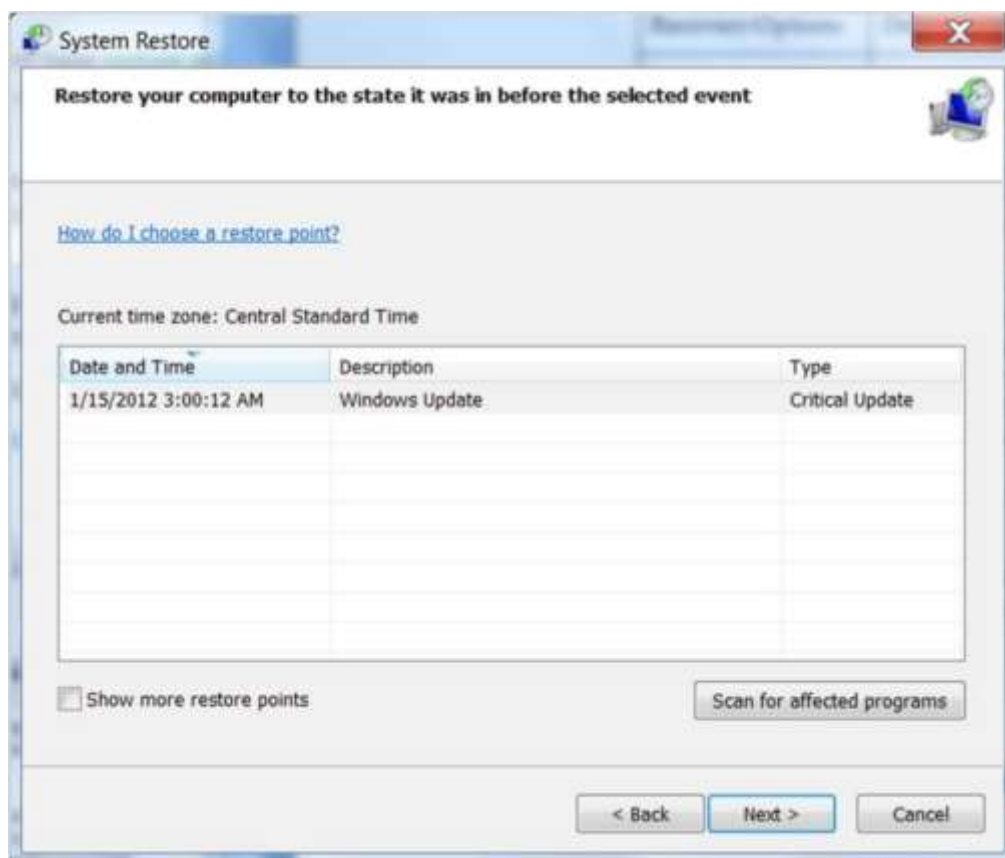 System Restore
Restore your computer to the state it was in before the selected event
How do I choose a restore point?
Current time zone: Central Standard Time
Date and Time Description Type
1/15/2012 3:00:12 AM Windows Update Critical Update
Show more restore points Scan for affected programs
< Back Next > Cancel